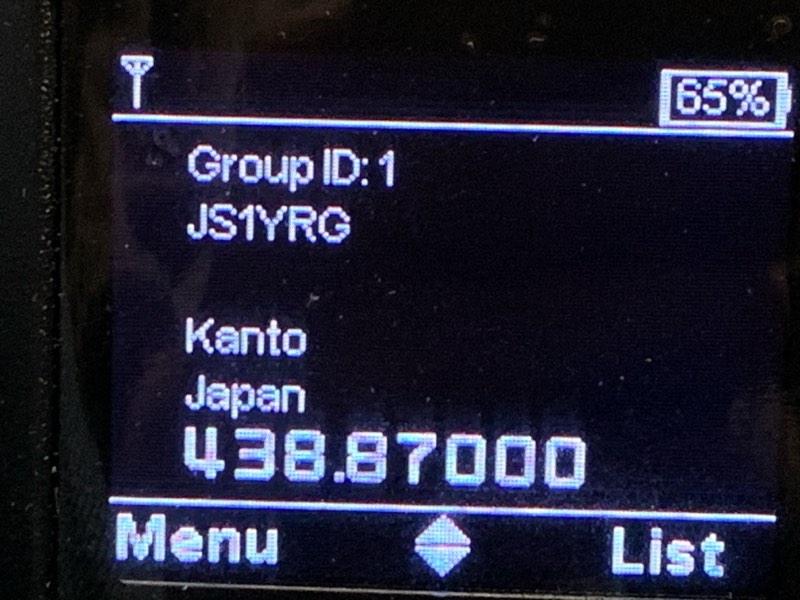 65%
Group ID: 1
JS1YRG
Kanto
Japan
438.87000
Menu List